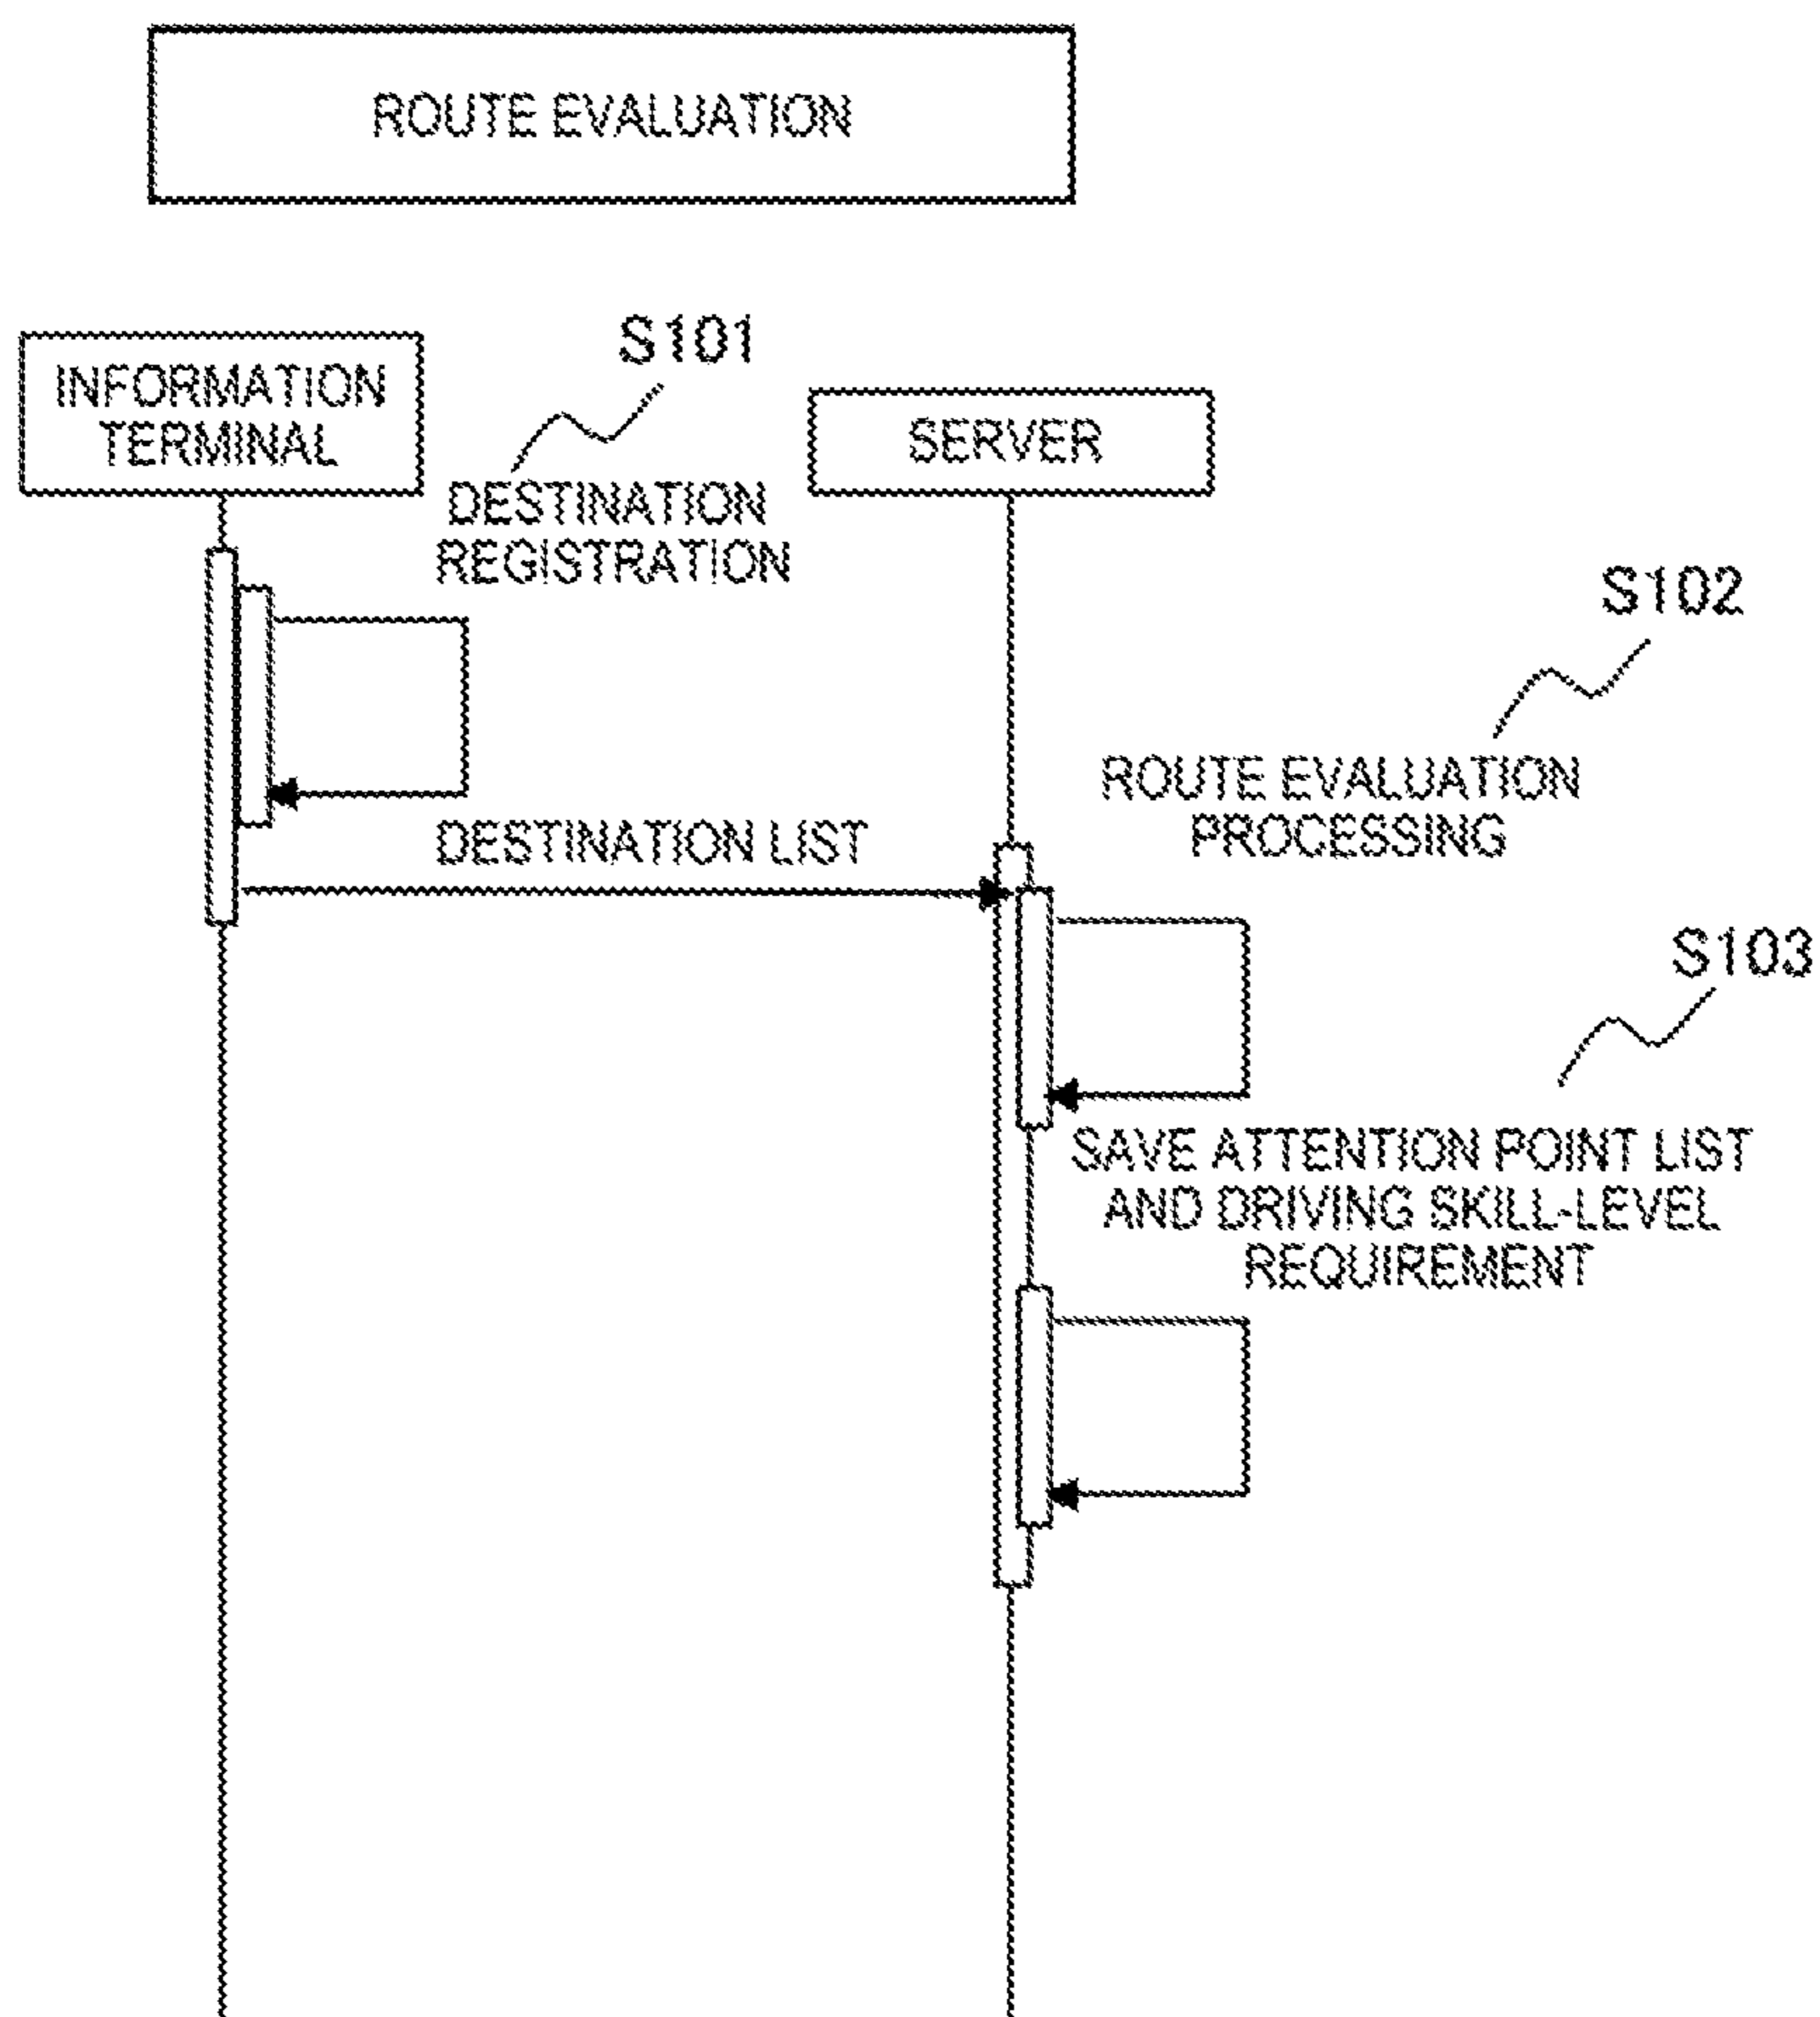 ROUTE EVALUATION
INFORMATION
TERMINAL
S101
DESTINATION
REGISTRATION
SERVER
S102
ROUTE EVALUATION
PROCESSING
DESTINATION LIST
S103
SAVE ATTENTION POINT LIST
AND DRIVING SKILL-LEVEL
REQUIREMENT